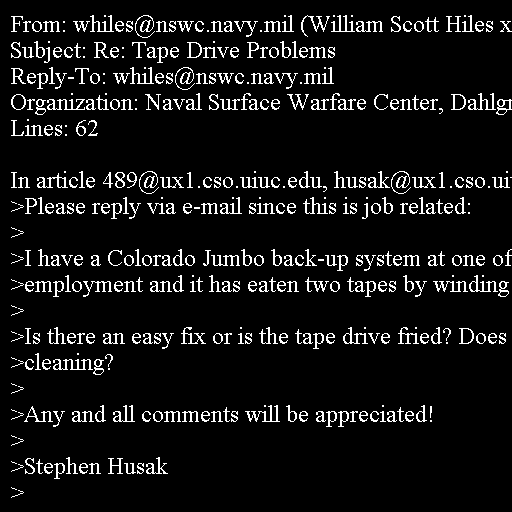 From: whiles@nswc.navy.mil (William Scott Hiles x
Subject: Re: Tape Drive Problems
Reply-To: whiles@nswc.navy.mil
Organization: Naval Surface Warfare Center, Dahlgr
Lines: 62

In article 489@ux1.cso.uiuc.edu, husak@ux1.cso.ui
>Please reply via e-mail since this is job related:
>
>I have a Colorado Jumbo back-up system at one of
>employment and it has eaten two tapes by winding
>
>Is there an easy fix or is the tape drive fried? Does
>cleaning?
>
>Any and all comments will be appreciated!
>
>Stephen Husak
>